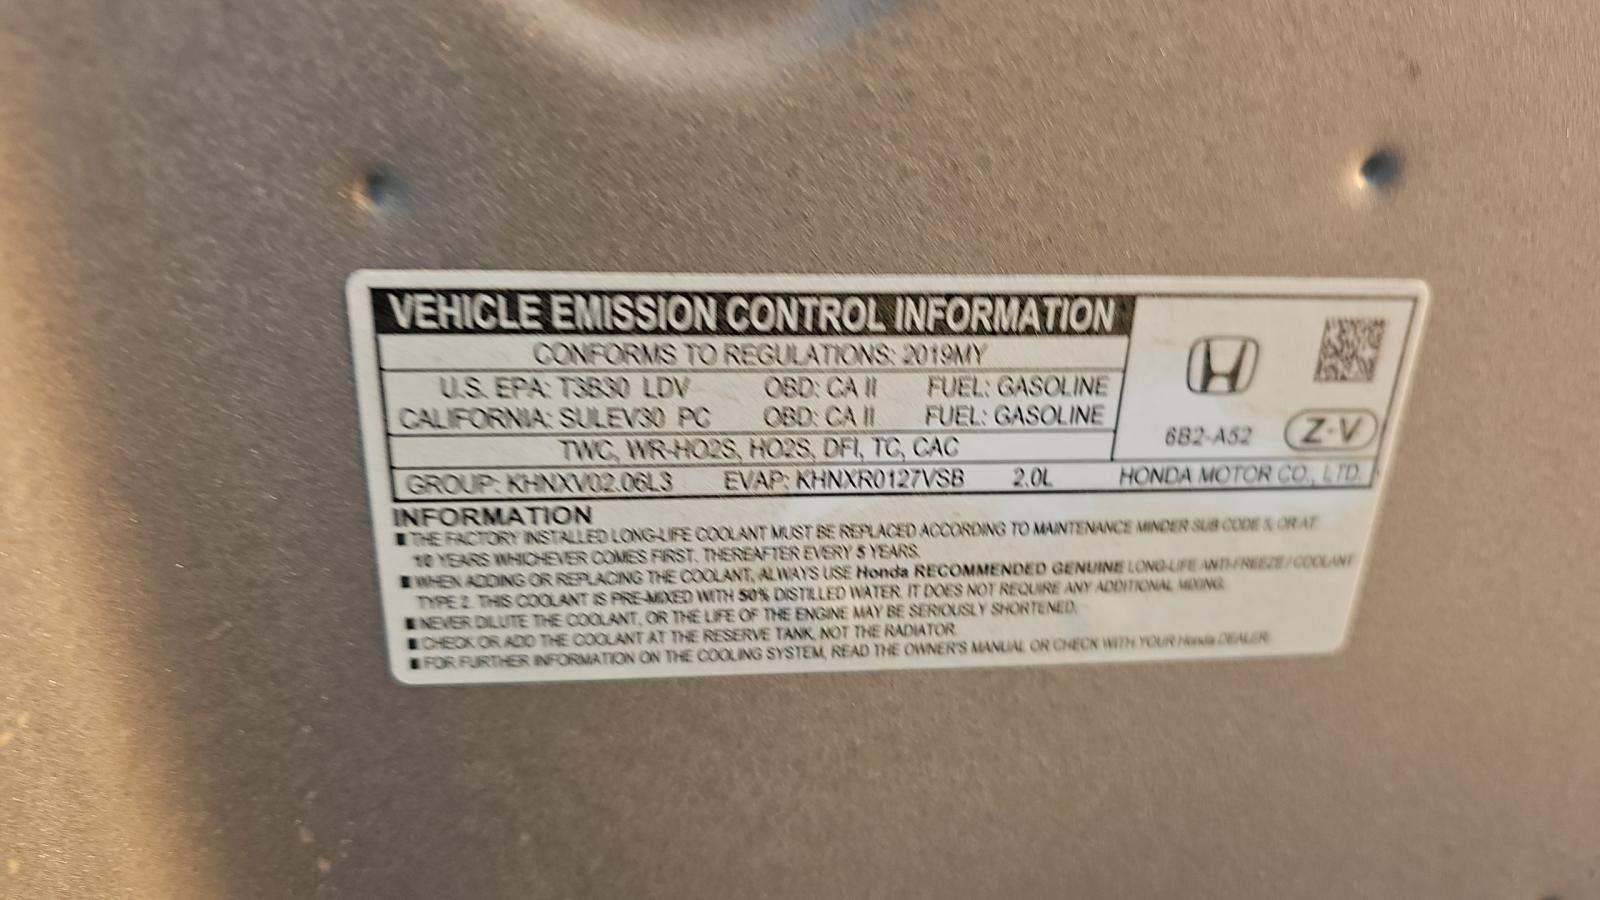 VEHICLE EMISSION CONTROL INFORMATION
CONFORMS TO REGULATIONS: 2019MY
U.S. EPA: T3B30 LDV OBD: CA II FUEL: GASOLINE
CALIFORNIA: SULEV30 PC OBD: CA II FUEL: GASOLINE
TWC, WR-HO2S, HO2S, DFI, TC, CAC
6B2-A52 Z·V
GROUP: KHNXV02.06L3 EVAP: KHNXR0127VSB 2.0L HONDA MOTOR CO., LTD.
INFORMATION
THE FACTORY INSTALLED LONG-LIFE COOLANT MUST BE REPLACED ACCORDING TO MAINTENANCE MINDER SUB CODE 5, OR AT
10 YEARS WHICHEVER COMES FIRST. THEREAFTER EVERY 5 YEARS.
WHEN ADDING OR REPLACING THE COOLANT, ALWAYS USE Honda RECOMMENDED GENUINE LONG-LIFE ANTI-FREEZE / COOLANT
TYPE 2. THIS COOLANT IS PRE-MIXED WITH 50% DISTILLED WATER. IT DOES NOT REQUIRE ANY ADDITIONAL MIXING.
NEVER DILUTE THE COOLANT, OR THE LIFE OF THE ENGINE MAY BE SERIOUSLY SHORTENED.
CHECK OR ADD THE COOLANT AT THE RESERVE TANK, NOT THE RADIATOR.
FOR FURTHER INFORMATION ON THE COOLING SYSTEM, READ THE OWNER'S MANUAL OR CHECK WITH YOUR Honda DEALER.